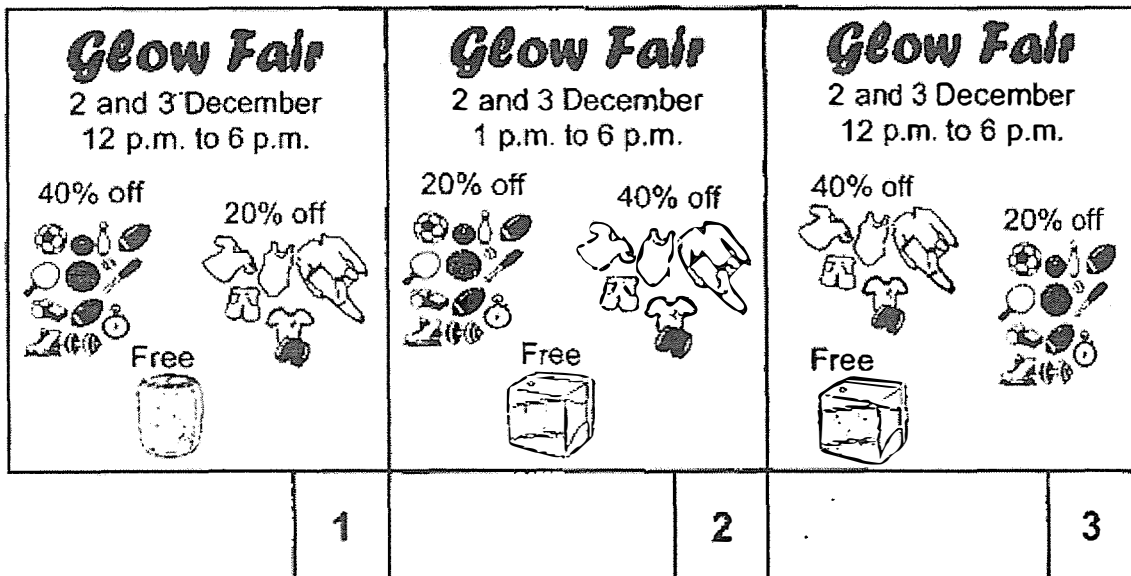 Glow Fair
2 and 3 December
12 p.m. to 6 p.m.
40% off
20% off
Free
1
Glow Fair
2 and 3 December
1 p.m. to 6 p.m.
20% off
40% off
Free
2
Glow Fair
2 and 3 December
12 p.m. to 6 p.m.
40% off
20% off
Free
3